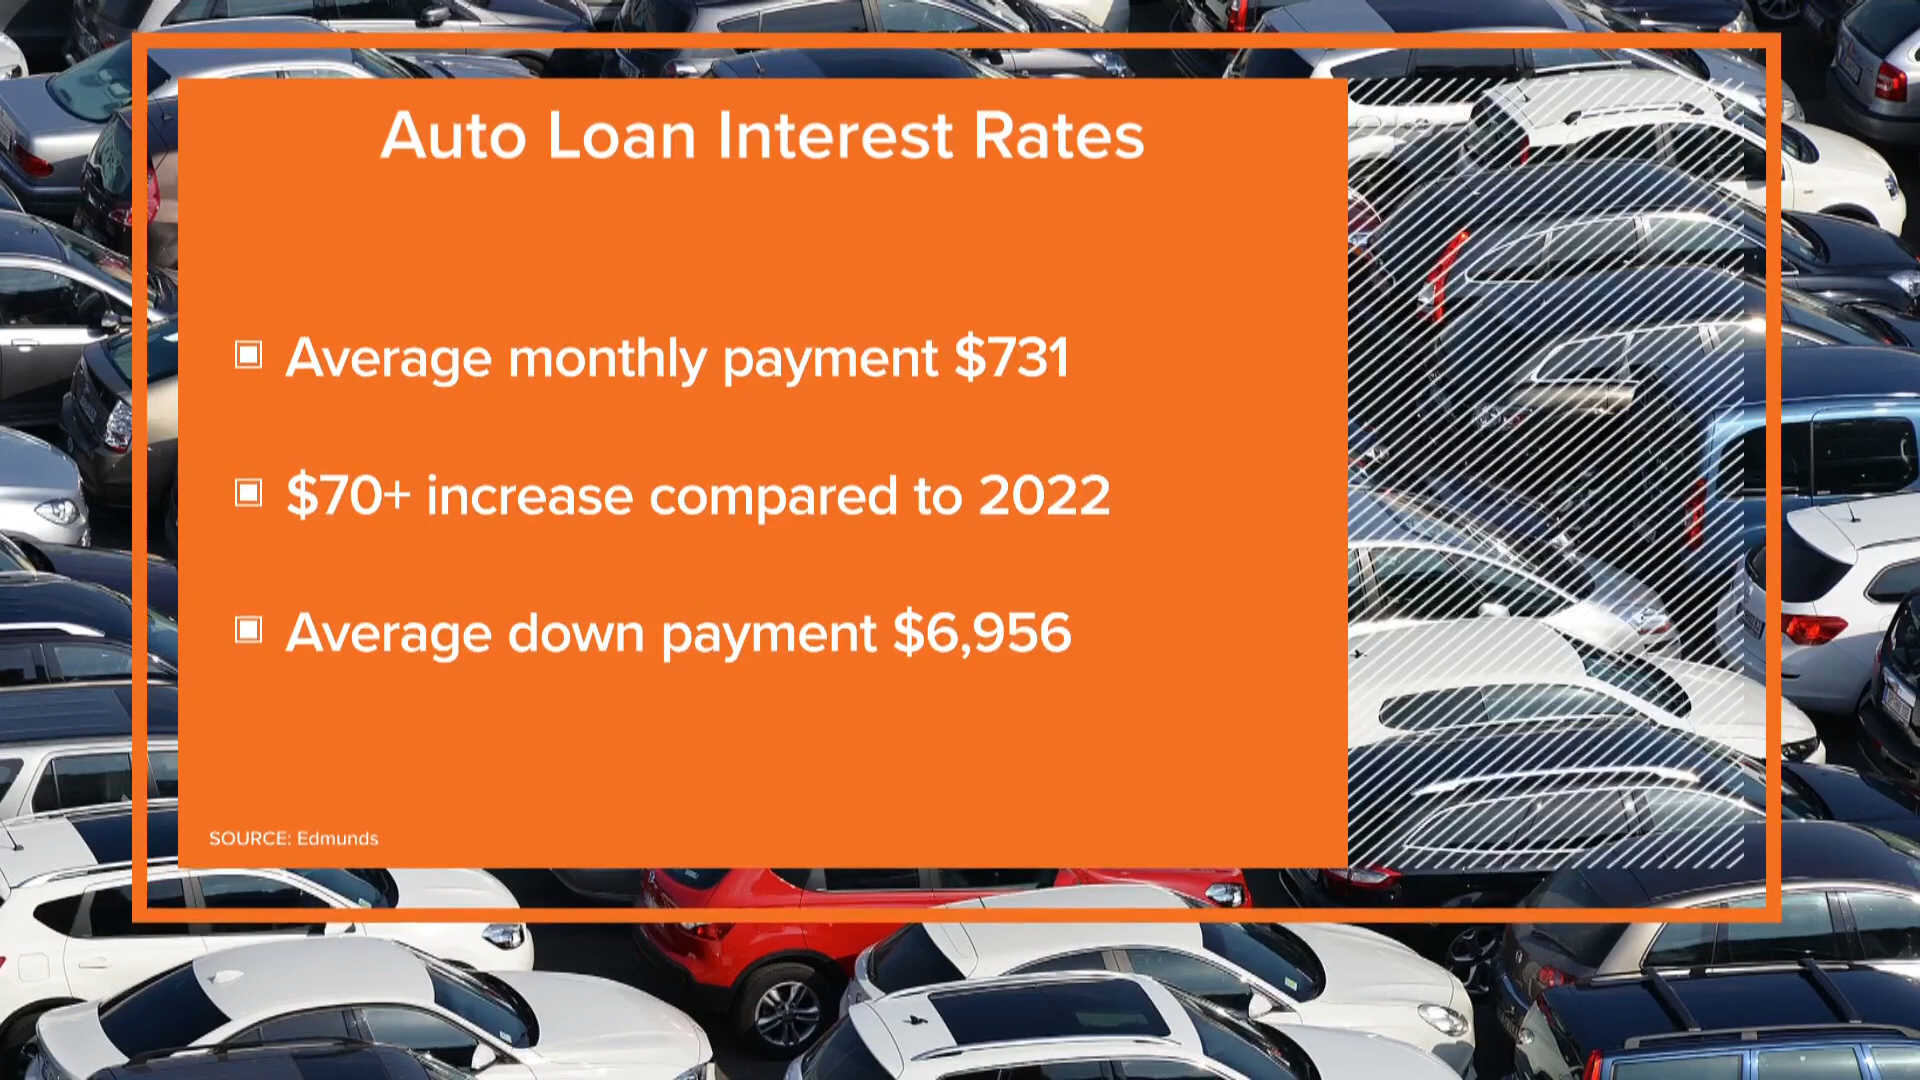 Auto Loan Interest Rates
Average monthly payment $731
$70+ increase compared to 2022
Average down payment $6,956
SOURCE: Edmunds